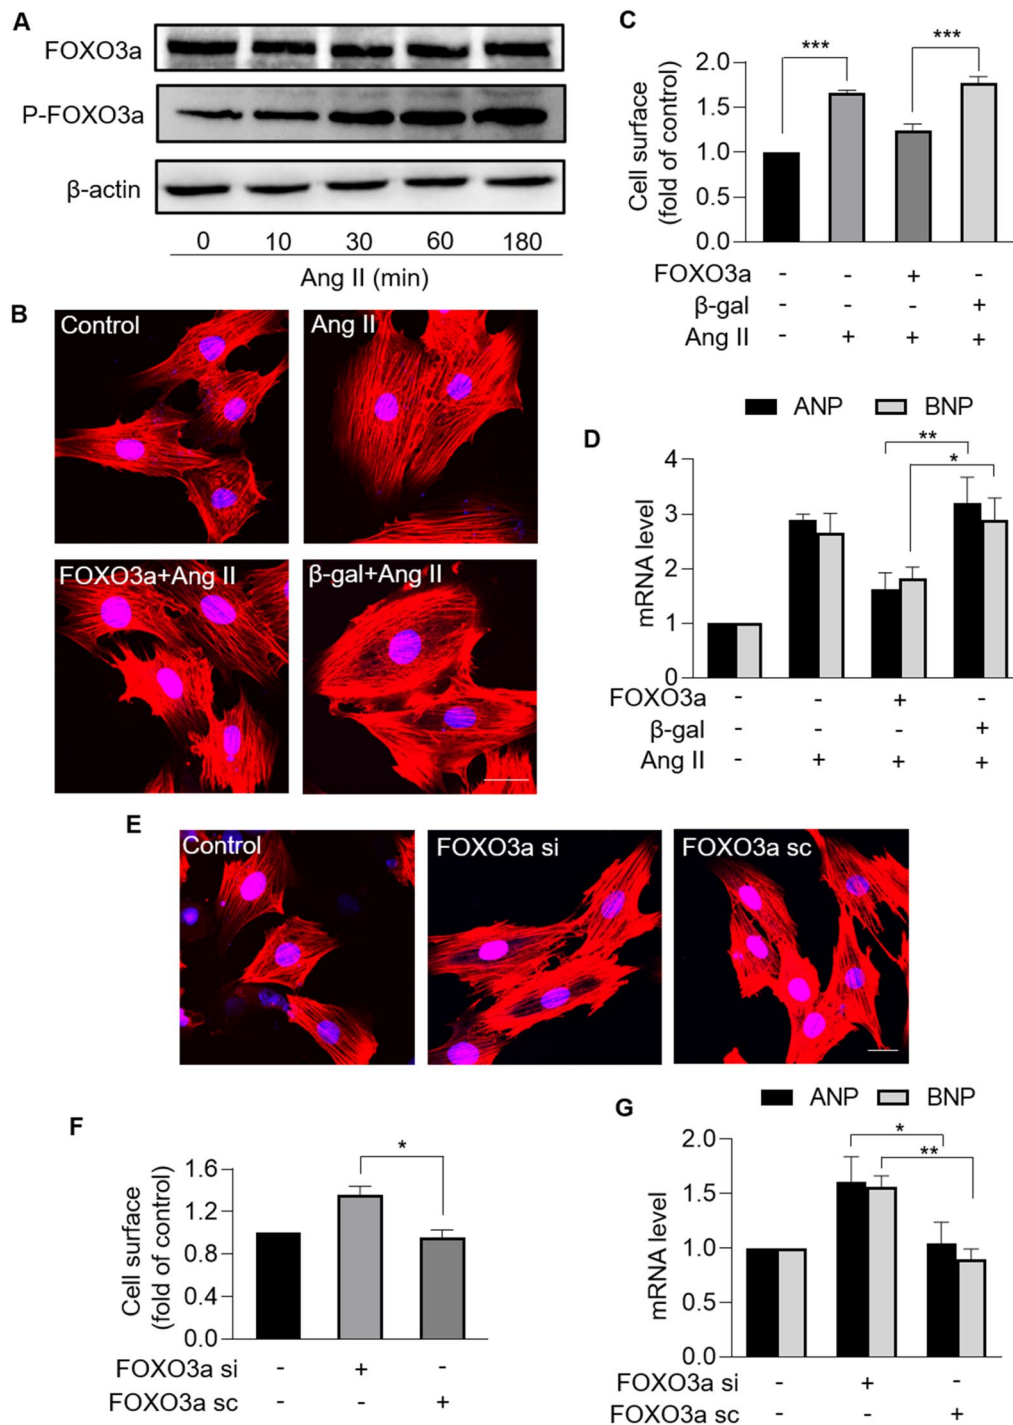 A
FOXO3a
P-FOXO3a
β-actin
0 10 30 60 180
Ang II (min)
B
Control
Ang II
FOXO3a+Ang II
β-gal+Ang II
C
Cell surface
(fold of control)
2.0
1.5
1.0
0.5
0.0
***
***
FOXO3a - - + -
β-gal - - - +
Ang II - + + +
D
ANP BNP
mRNA level
4
3
2
1
0
**
*
FOXO3a - - + -
β-gal - - - +
Ang II - + + +
E
Control
FOXO3a si
FOXO3a sc
F
Cell surface
(fold of control)
1.6
1.2
0.8
0.4
0.0
*
FOXO3a si - + -
FOXO3a sc - - +
G
ANP BNP
mRNA level
2.0
1.5
1.0
0.5
0.0
*
**
FOXO3a si - + -
FOXO3a sc - - +